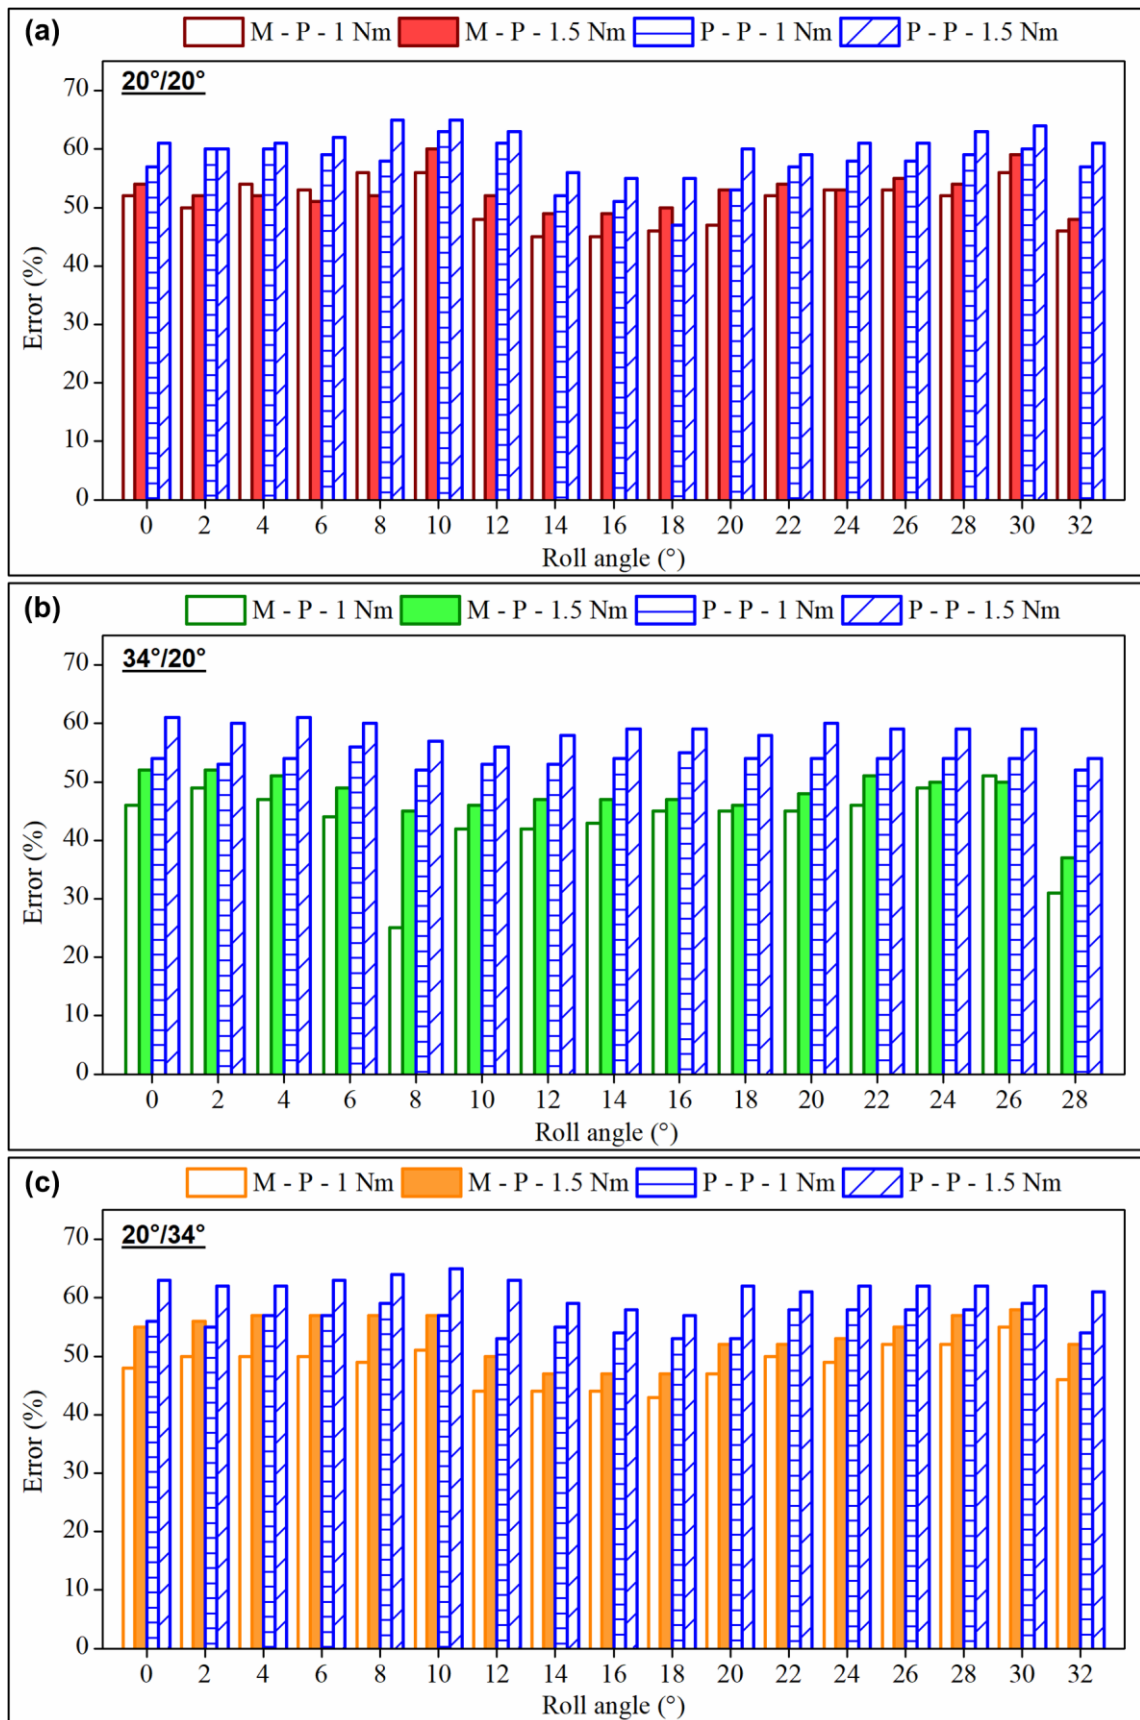 (a)
M - P - 1 Nm M - P - 1.5 Nm P - P - 1 Nm P - P - 1.5 Nm
20°/20°
Error (%)
70
60
50
40
30
20
10
0
0 2 4 6 8 10 12 14 16 18 20 22 24 26 28 30 32
Roll angle (°)
(b)
M - P - 1 Nm M - P - 1.5 Nm P - P - 1 Nm P - P - 1.5 Nm
34°/20°
Error (%)
70
60
50
40
30
20
10
0
0 2 4 6 8 10 12 14 16 18 20 22 24 26 28
Roll angle (°)
(c)
M - P - 1 Nm M - P - 1.5 Nm P - P - 1 Nm P - P - 1.5 Nm
20°/34°
Error (%)
70
60
50
40
30
20
10
0
0 2 4 6 8 10 12 14 16 18 20 22 24 26 28 30 32
Roll angle (°)